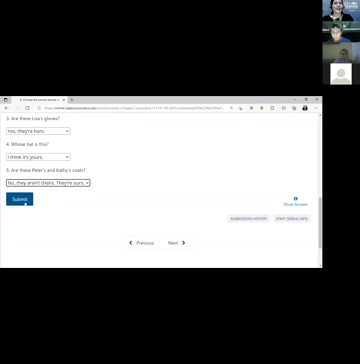 3. Are these Lisa's gloves?
Yes, they're hers.
4. Whose hat is this?
I think it's yours.
5. Are these Peter's and Kathy's coats?
No, they aren't theirs. They're ours.
Submit
Show Answer
SUBMISSION HISTORY
STAFF DEBUG INFO
Previous
Next